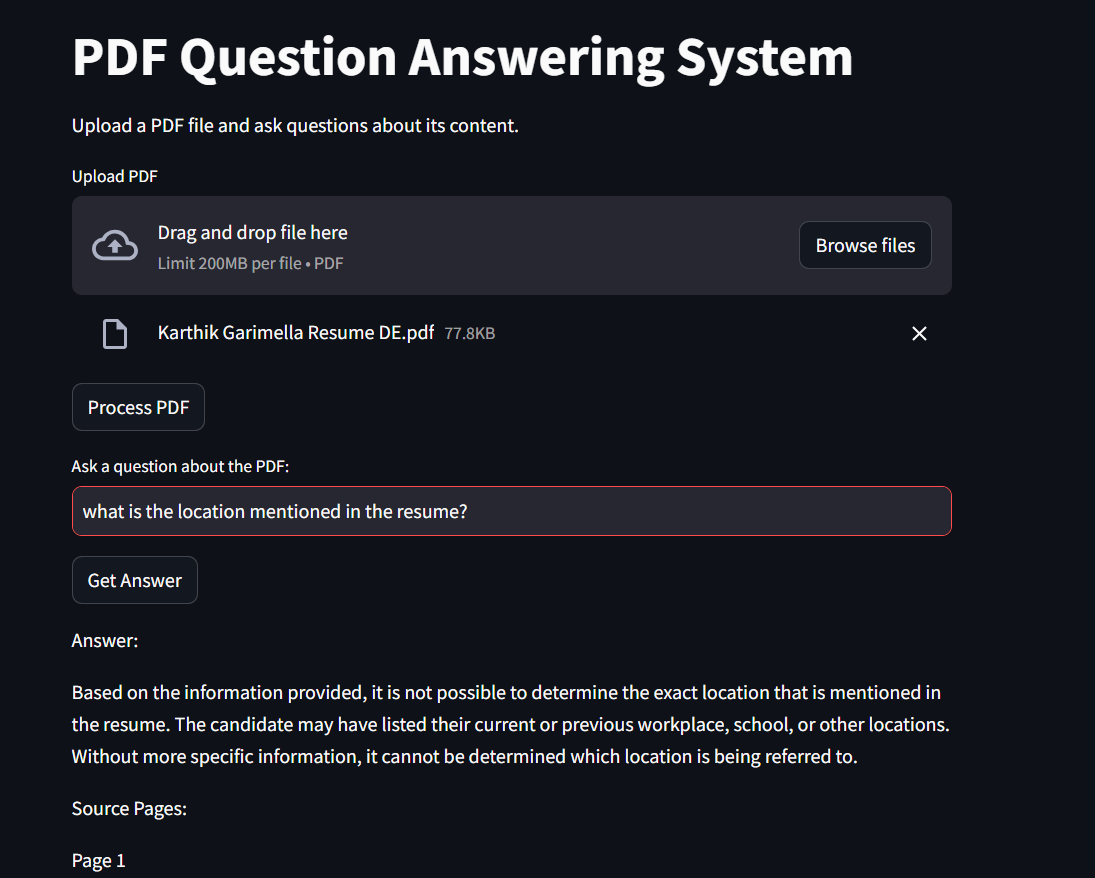 PDF Question Answering System
Upload a PDF file and ask questions about its content.
Upload PDF
Drag and drop file here
Limit 200MB per file • PDF
Browse files
Karthik Garimella Resume DE.pdf 77.8KB
Process PDF
Ask a question about the PDF:
what is the location mentioned in the resume?
Get Answer
Answer:
Based on the information provided, it is not possible to determine the exact location that is mentioned in
the resume. The candidate may have listed their current or previous workplace, school, or other locations.
Without more specific information, it cannot be determined which location is being referred to.
Source Pages:
Page 1